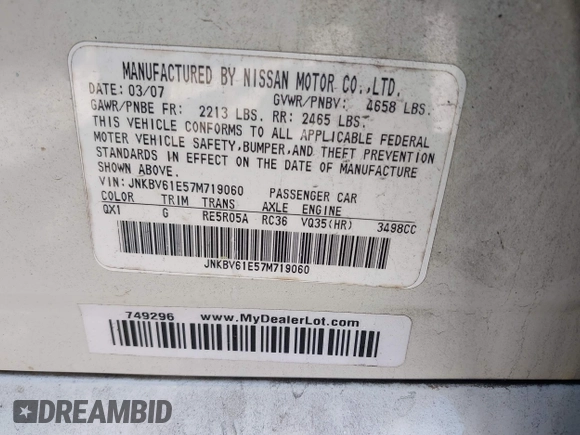 MANUFACTURED BY NISSAN MOTOR CO.,LTD.
DATE: 03/07 GVWR/PNBV: 4658 LBS.
GAWR/PNBE FR: 2213 LBS. RR: 2465 LBS.
THIS VEHICLE CONFORMS TO ALL APPLICABLE FEDERAL
MOTOR VEHICLE SAFETY,BUMPER,AND THEFT PREVENTION
STANDARDS IN EFFECT ON THE DATE OF MANUFACTURE
SHOWN ABOVE.
VIN: JNKBV61E57M719060 PASSENGER CAR
COLOR TRIM TRANS AXLE ENGINE
QX1 G RE5R05A RC36 VQ35(HR) 3498CC
JNKBV61E57M719060
749296 www.MyDealerLot.com
DREAMBID